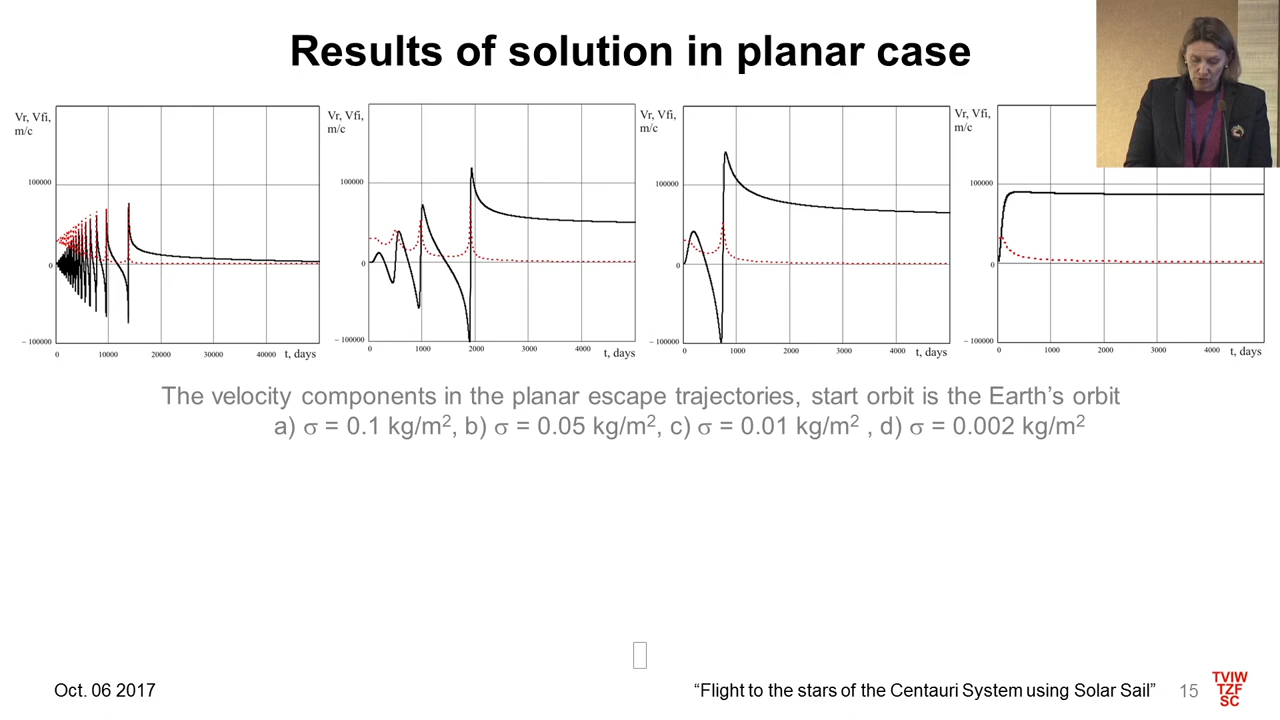 Results of solution in planar case
Vr, Vfi,
m/c
100000
0
– 100000
0 10000 20000 30000 40000 t, days
Vr, Vfi,
m/c
100000
0
– 100000
0 1000 2000 3000 4000 t, days
Vr, Vfi,
m/c
100000
0
– 100000
0 1000 2000 3000 4000 t, days
Vr, Vfi,
m/c
100000
0
– 100000
0 1000 2000 3000 4000 t, days
The velocity components in the planar escape trajectories, start orbit is the Earth’s orbit
a) σ = 0.1 kg/m², b) σ = 0.05 kg/m², c) σ = 0.01 kg/m² , d) σ = 0.002 kg/m²
Oct. 06 2017
“Flight to the stars of the Centauri System using Solar Sail”
15
TVIW
TZF
SC